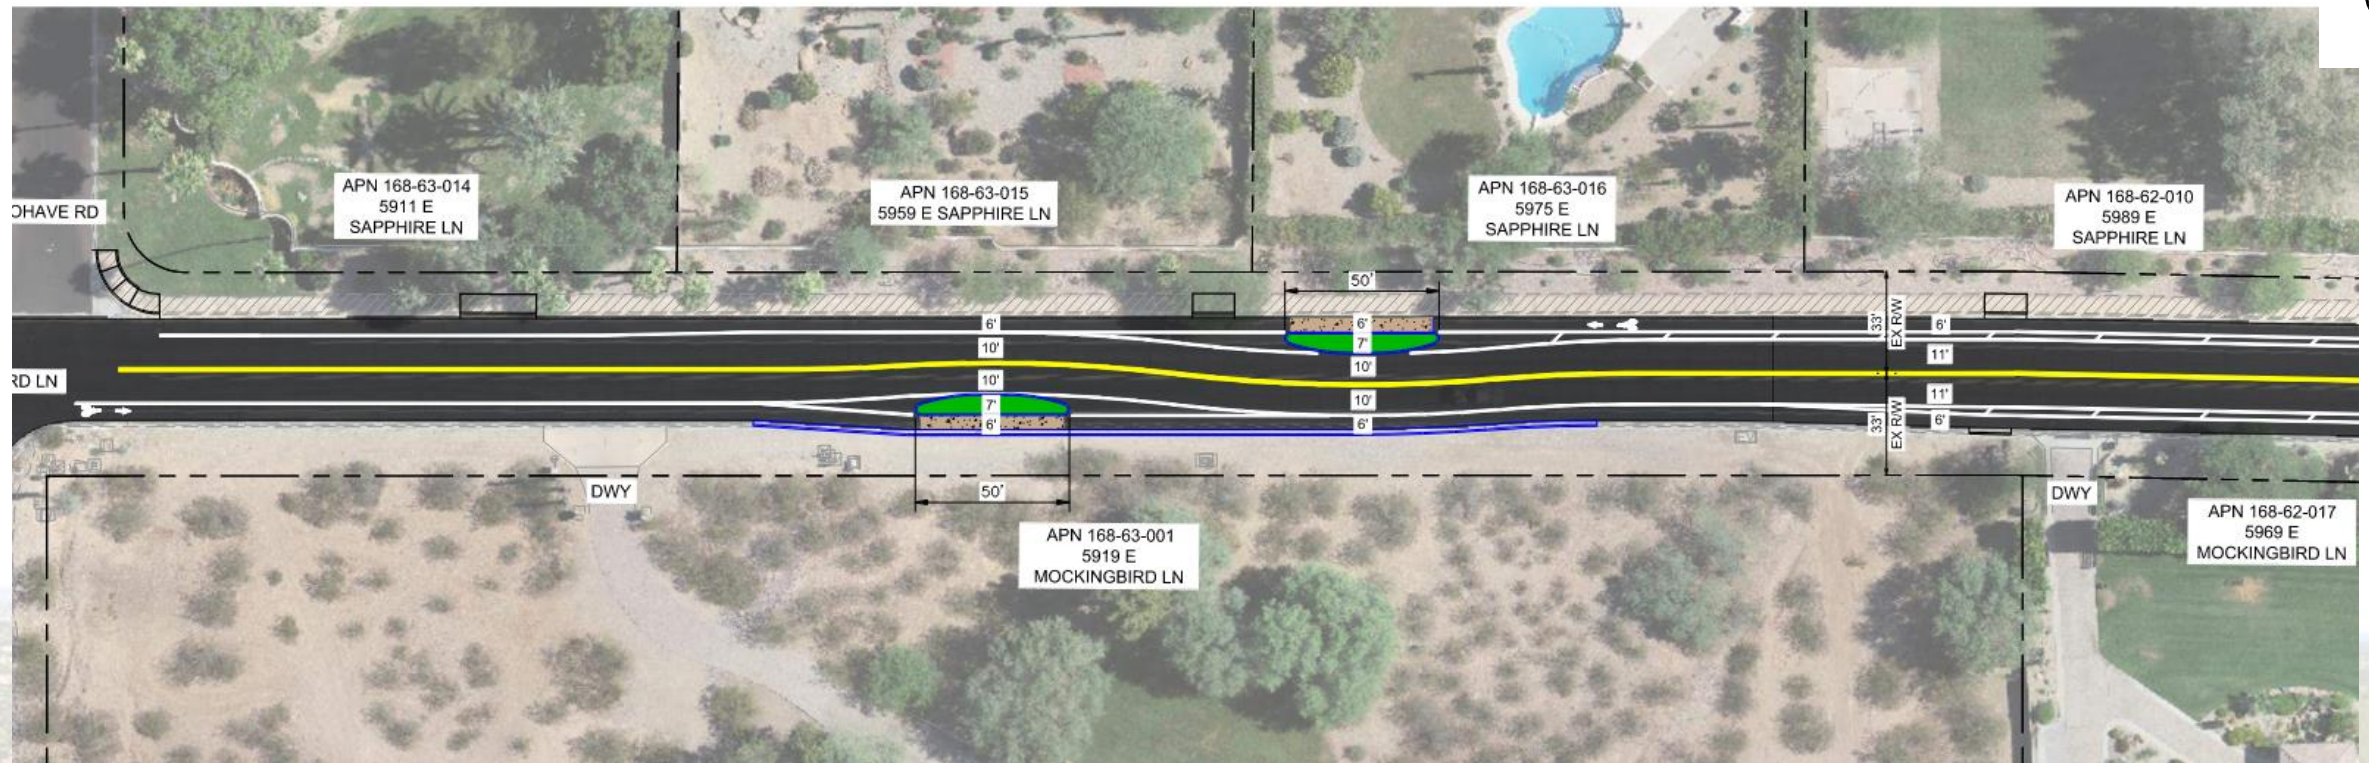 APN 168-63-014
5911 E
SAPPHIRE LN
APN 168-63-015
5959 E SAPPHIRE LN
APN 168-63-016
5975 E
SAPPHIRE LN
APN 168-62-010
5989 E
SAPPHIRE LN
OHAVE RD
50'
6'
10'
10'
7'
6'
6'
7'
10'
10'
6'
33'
EX R/W
33'
EX R/W
6'
11'
11'
6'
RD LN
DWY
50'
APN 168-63-001
5919 E
MOCKINGBIRD LN
DWY
APN 168-62-017
5969 E
MOCKINGBIRD LN